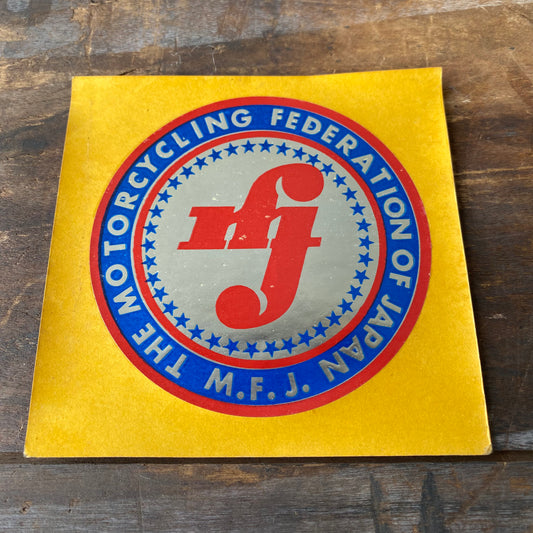 THE MOTORCYCLING FEDERATION OF JAPAN
M.F.J.
mfj